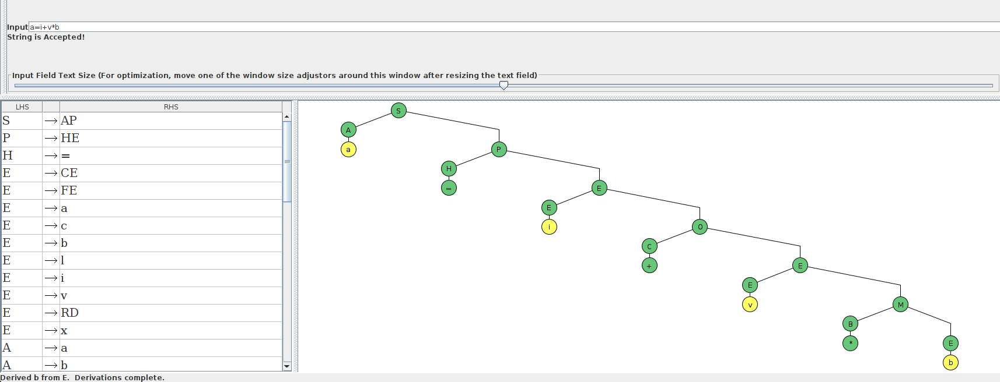 Input a=i+v*b
String is Accepted!
Input Field Text Size (For optimization, move one of the window size adjustors around this window after resizing the text field)
LHS RHS
S → AP
P → HE
H → =
E → CE
E → FE
E → a
E → c
E → b
E → l
E → i
E → v
E → RD
E → x
A → a
A → b
S
A
a
P
H
=
E
E
i
O
C
+
E
E
v
M
B
*
E
b
Derived b from E. Derivations complete.